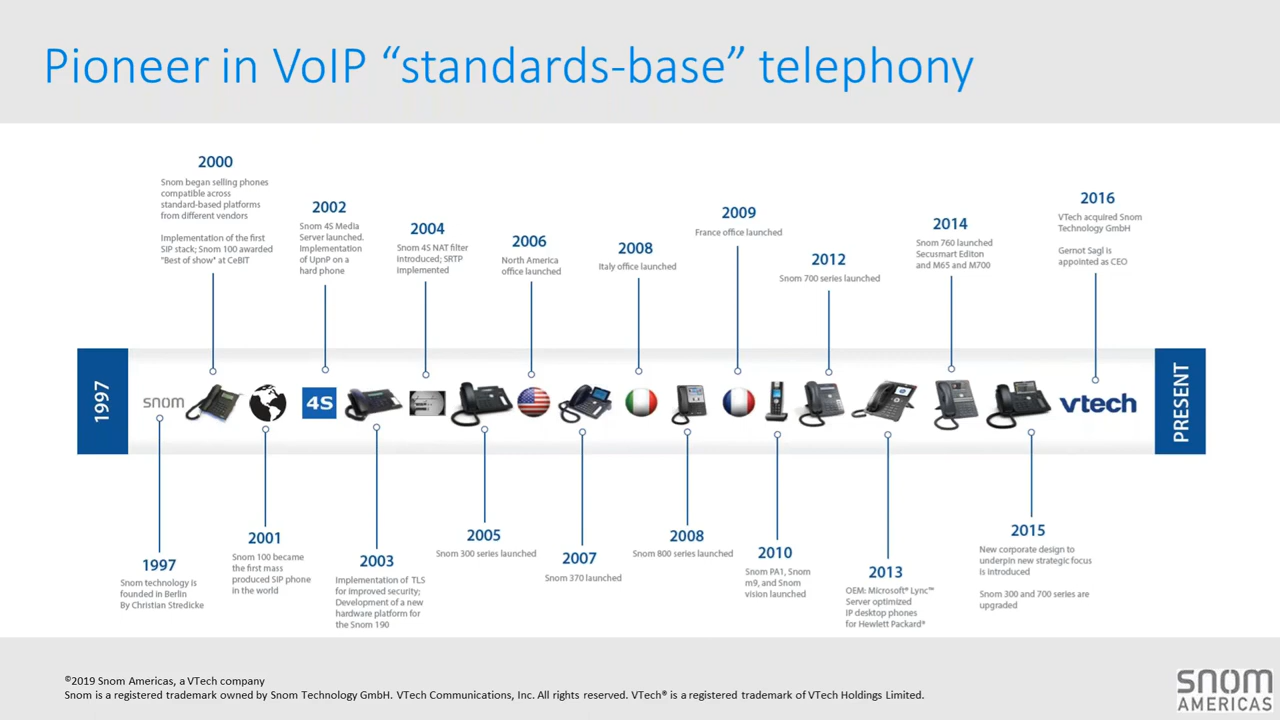 Pioneer in VoIP “standards-base” telephony
2000
Snom began selling phones
compatible across
standard-based platforms
from different vendors
Implementation of the first
SIP stack; Snom 100 awarded
"Best of show" at CeBIT
2002
Snom 4S Media
Server launched.
Implementation
of UpnP on a
hard phone
2004
Snom 4S NAT filter
introduced; SRTP
Implemented
2006
North America
office launched
2008
Italy office launched
2009
France office launched
2012
Snom 700 series launched
2014
Snom 760 launched
Secusmart Editon
and M65 and M700
2016
VTech acquired Snom
Technology GmbH
Gernot Sagl is
appointed as CEO
1997
snom
4S
vtech
PRESENT
1997
Snom technology is
founded in Berlin
By Christian Stredicke
2001
Snom 100 became
the first mass
produced SIP phone
in the world
2003
Implementation of TLS
for improved security;
Development of a new
hardware platform for
the Snom 190
2005
Snom 300 series launched
2007
Snom 370 launched
2008
Snom 800 series launched
2010
Snom PA1, Snom
m9, and Snom
vision launched
2013
OEM: Microsoft® Lync™
Server optimized
IP desktop phones
for Hewlett Packard®
2015
New corporate design to
underpin new strategic focus
is introduced
Snom 300 and 700 series are
upgraded
©2019 Snom Americas, a VTech company
Snom is a registered trademark owned by Snom Technology GmbH. VTech Communications, Inc. All rights reserved. VTech® is a registered trademark of VTech Holdings Limited.
snom
AMERICAS